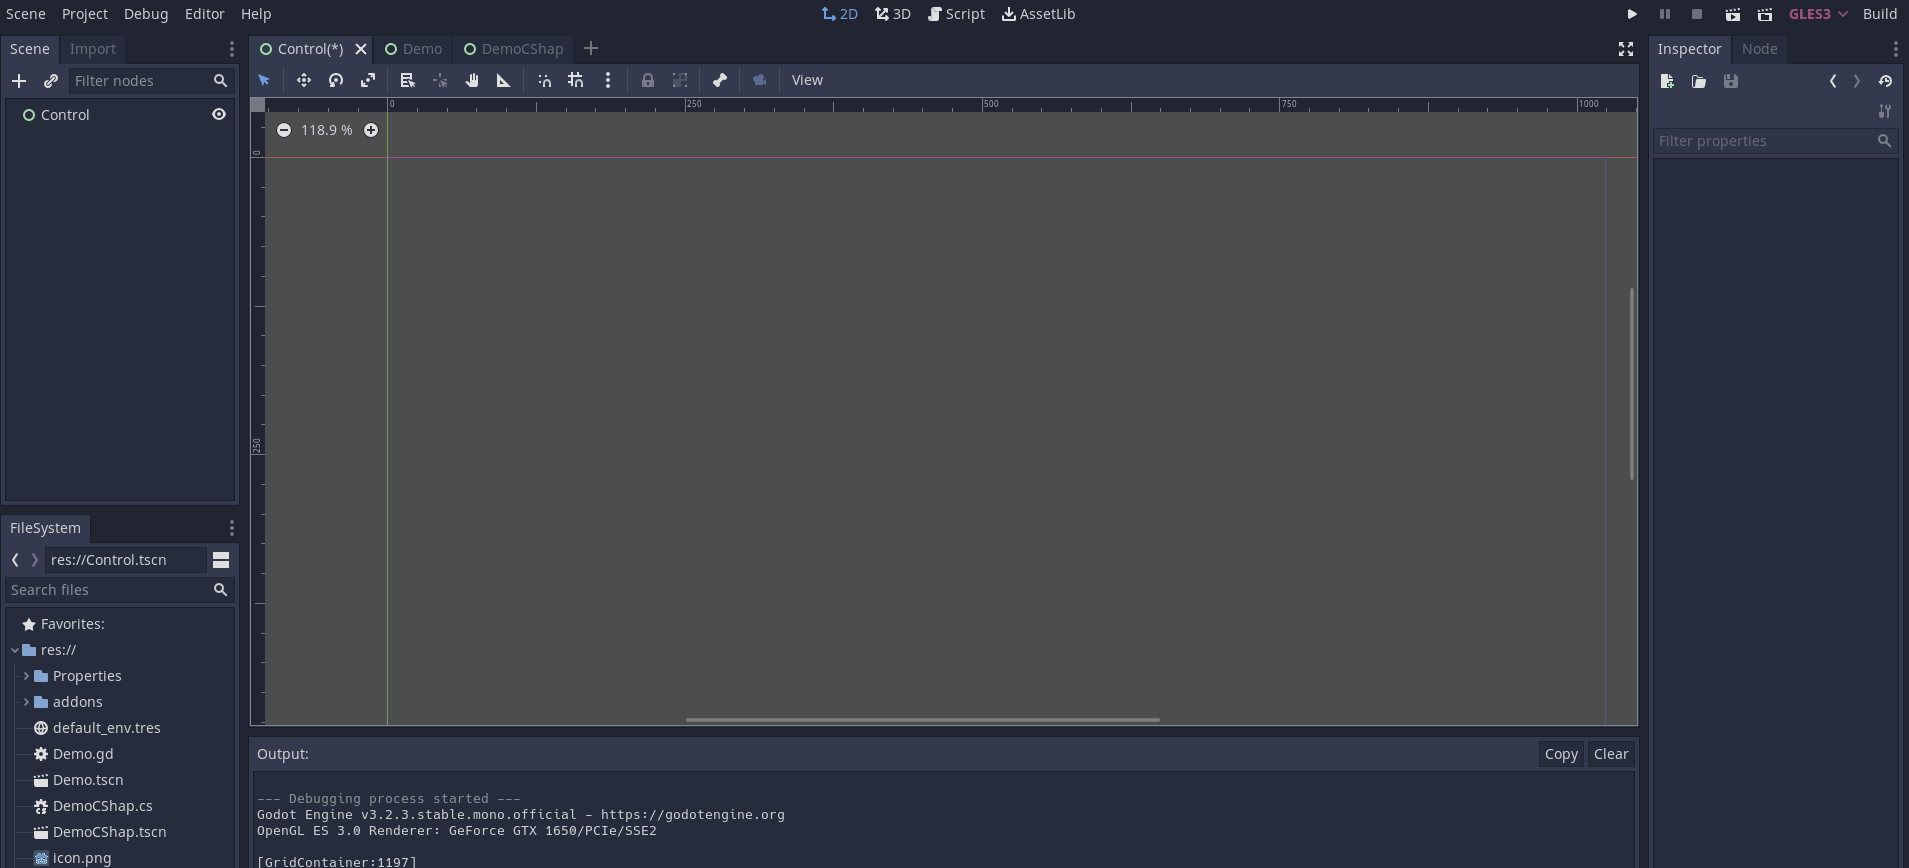 Scene Project Debug Editor Help 2D 3D Script AssetLib GLES3 Build
Scene Import
Filter nodes
Control
Control(*) Demo DemoCShap
View
0 250 500 750 1000
118.9 %
0
250
Inspector Node
Filter properties
FileSystem
res://Control.tscn
Search files
Favorites:
res://
Properties
addons
default_env.tres
Demo.gd
Demo.tscn
DemoCShap.cs
DemoCShap.tscn
icon.png
Output: Copy Clear
--- Debugging process started ---
Godot Engine v3.2.3.stable.mono.official - https://godotengine.org
OpenGL ES 3.0 Renderer: GeForce GTX 1650/PCIe/SSE2
[GridContainer:1197]